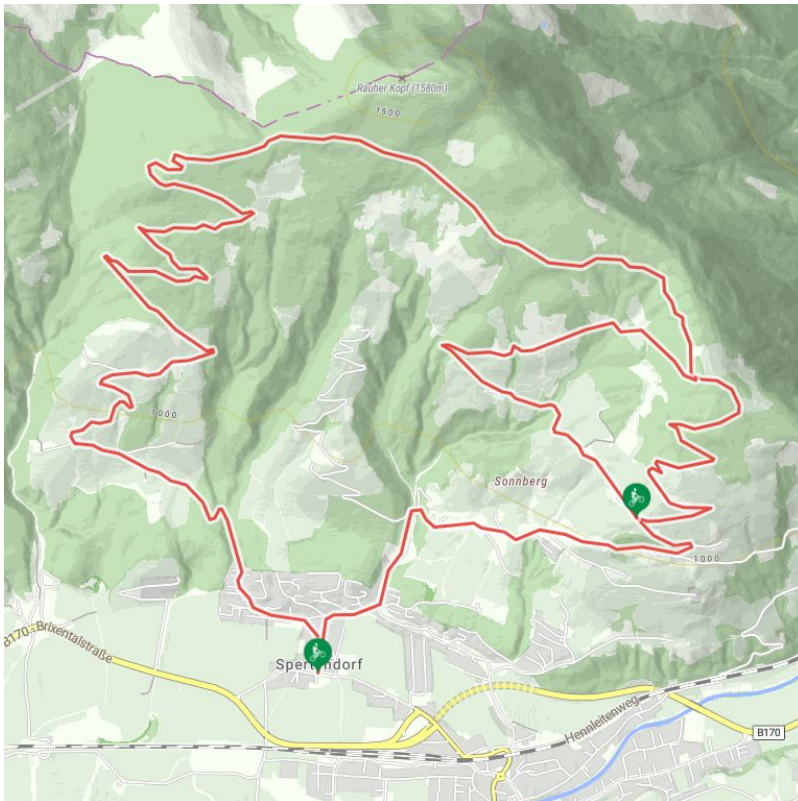 Rauher Kopf (1580m)
1500
1000
Sonnberg
1000
B170-Brixentalstraße
Hennleitenweg
B170